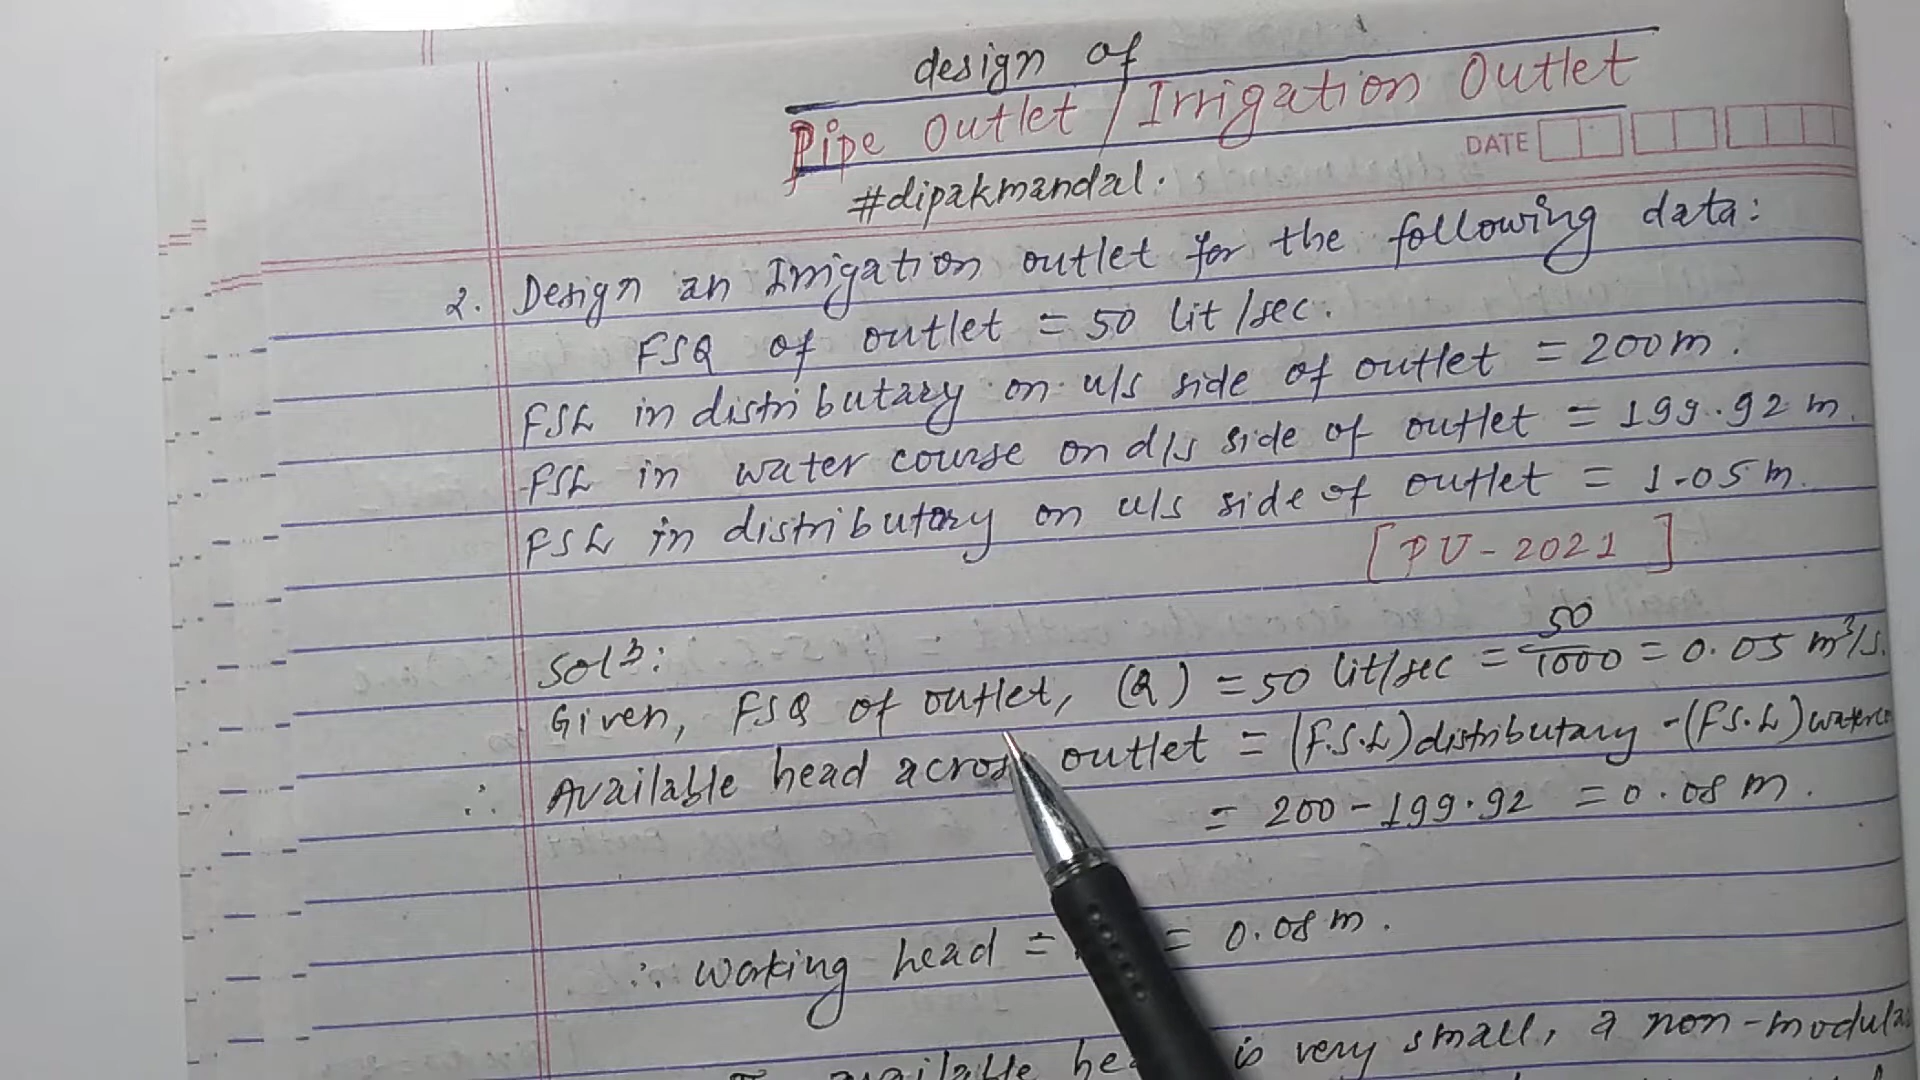 design of
Pipe Outlet / Irrigation Outlet
DATE
#dipakmandal.
2. Design an Irrigation outlet for the following data:
FSQ of outlet = 50 lit/sec.
FSL in distributary on u/s side of outlet = 200m.
FSL in water course on d/s side of outlet = 199.92 m.
FSL in distributary on u/s side of outlet = 1.05 m.
[PU-2021]
Soln:
Given, FSQ of outlet, (Q) = 50 lit/sec = 50/1000 = 0.05 m³/s.
∴ Available head across outlet = (F.S.L) distributary - (F.S.L)
= 200 - 199.92 = 0.08 m.
∴ Working head = = 0.08 m.
available is very small, a non-modula